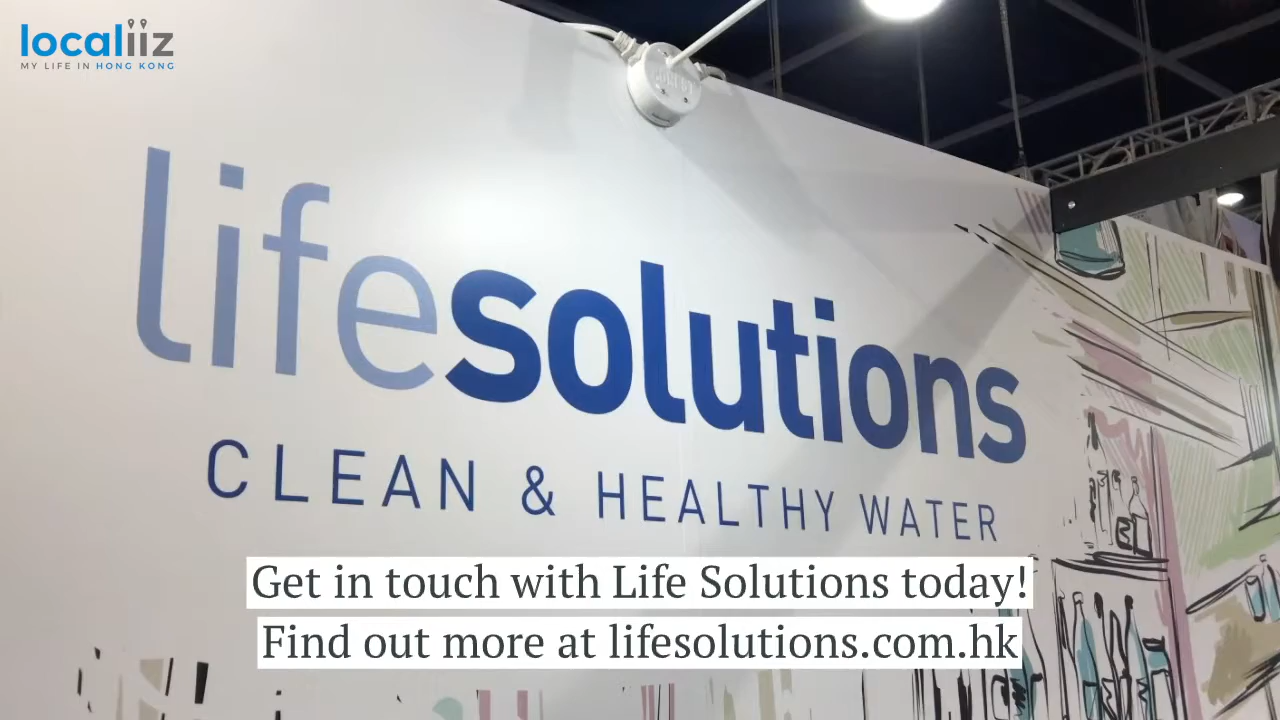 localiiz
MY LIFE IN HONG KONG
lifesolutions
CLEAN & HEALTHY WATER
Get in touch with Life Solutions today!
Find out more at lifesolutions.com.hk